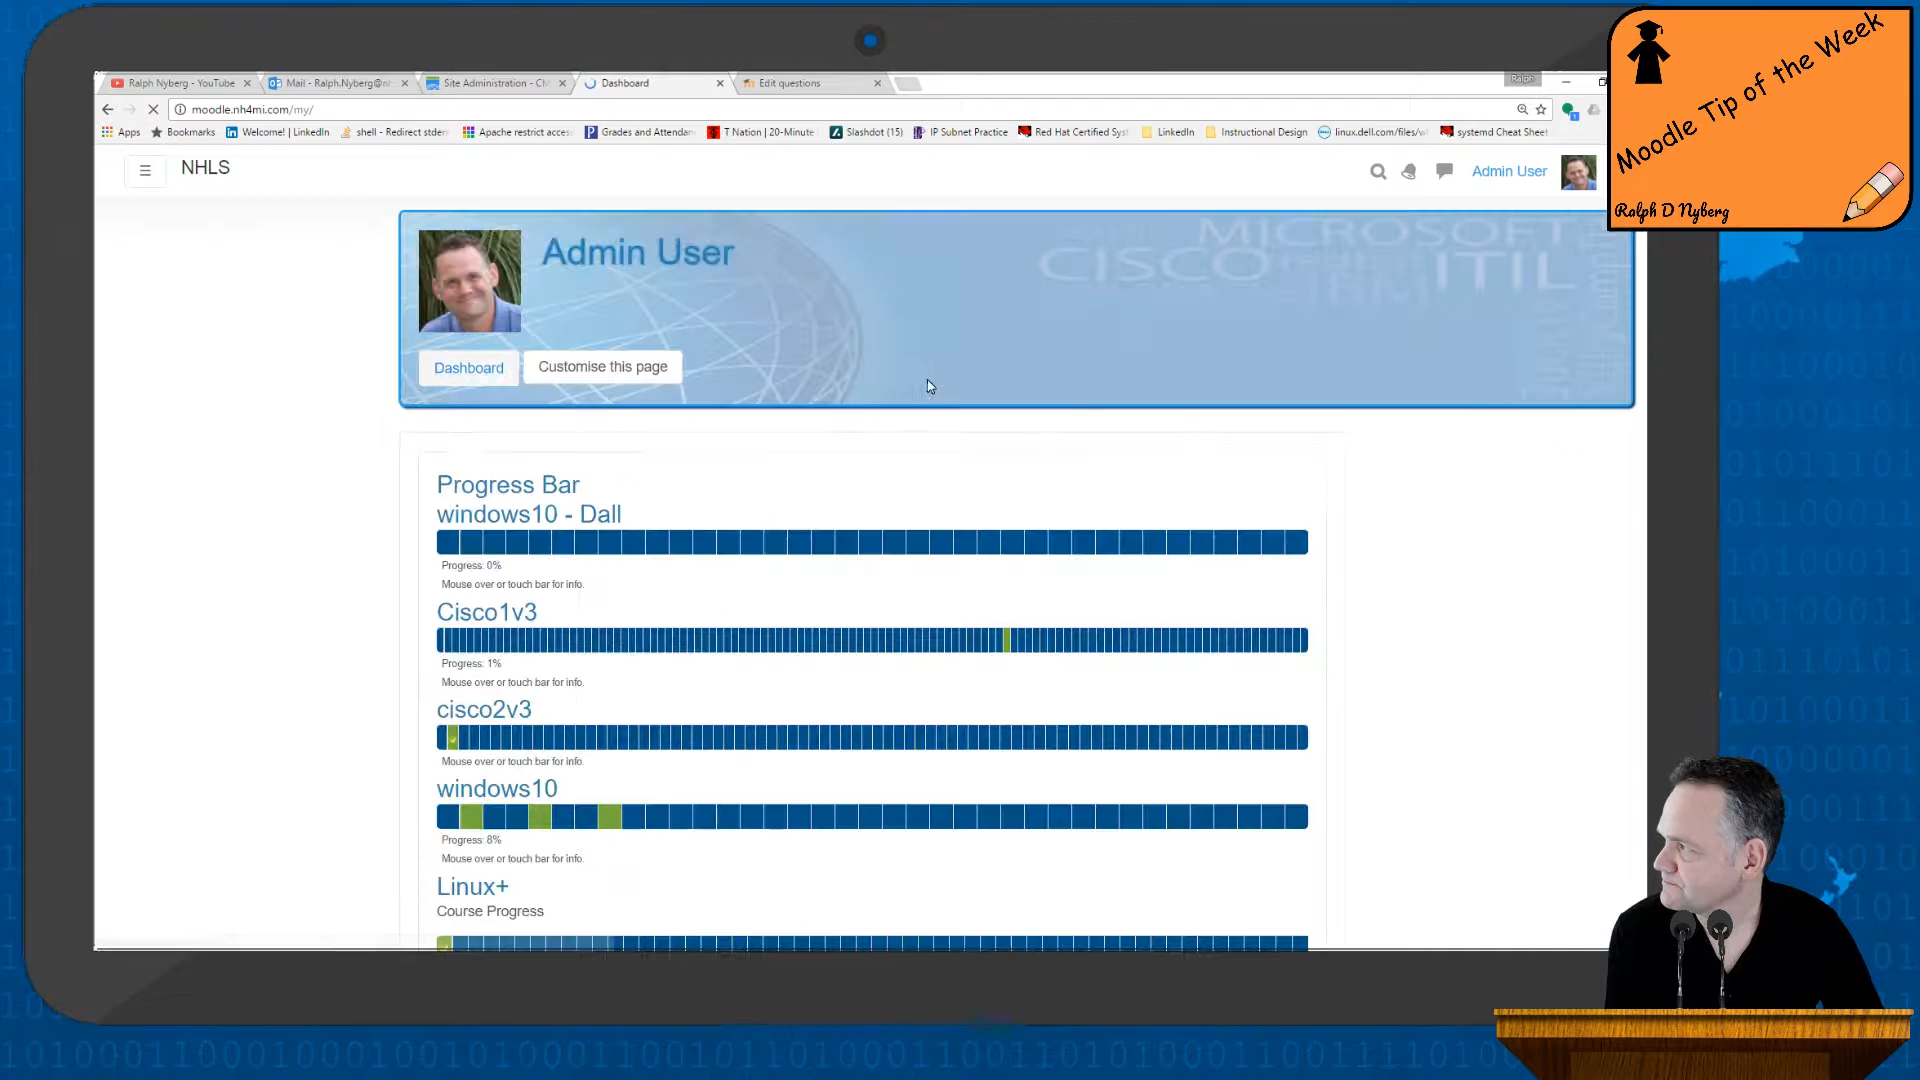 Ralph Nyberg - YouTube
Mail - Ralph.Nyberg@nh
Site Administration - Ch
Dashboard
Edit questions
Ralph
moodle.nh4mi.com/my/
Apps
Bookmarks
Welcome! | LinkedIn
shell - Redirect stderr
Apache restrict acces
Grades and Attendan
T Nation | 20-Minute
Slashdot (15)
IP Subnet Practice
Red Hat Certified Sys
LinkedIn
Instructional Design
linux.dell.com/files/w
systemd Cheat Sheet
NHLS
Admin User
Moodle Tip of the Week
Ralph D Nyberg
Admin User
MICROSOFT
CISCO
ITIL
IBM
Dashboard
Customise this page
Progress Bar
windows10 - Dall
Progress: 0%
Mouse over or touch bar for info.
Cisco1v3
Progress: 1%
Mouse over or touch bar for info.
cisco2v3
Mouse over or touch bar for info.
windows10
Progress: 8%
Mouse over or touch bar for info.
Linux+
Course Progress